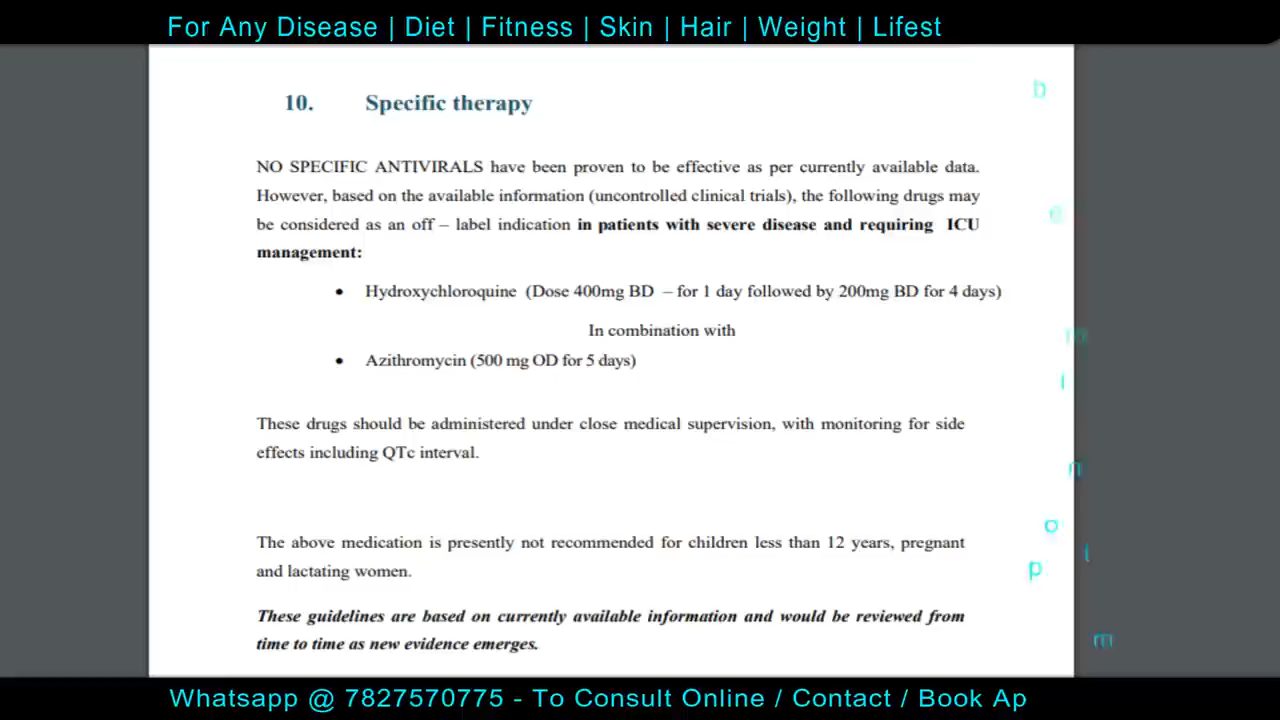 For Any Disease | Diet | Fitness | Skin | Hair | Weight | Lifest
10. Specific therapy
NO SPECIFIC ANTIVIRALS have been proven to be effective as per currently available data.
However, based on the available information (uncontrolled clinical trials), the following drugs may
be considered as an off – label indication in patients with severe disease and requiring ICU
management:
• Hydroxychloroquine (Dose 400mg BD – for 1 day followed by 200mg BD for 4 days)
In combination with
• Azithromycin (500 mg OD for 5 days)
These drugs should be administered under close medical supervision, with monitoring for side
effects including QTc interval.
The above medication is presently not recommended for children less than 12 years, pregnant
and lactating women.
These guidelines are based on currently available information and would be reviewed from
time to time as new evidence emerges.
Whatsapp @ 7827570775 - To Consult Online / Contact / Book Ap